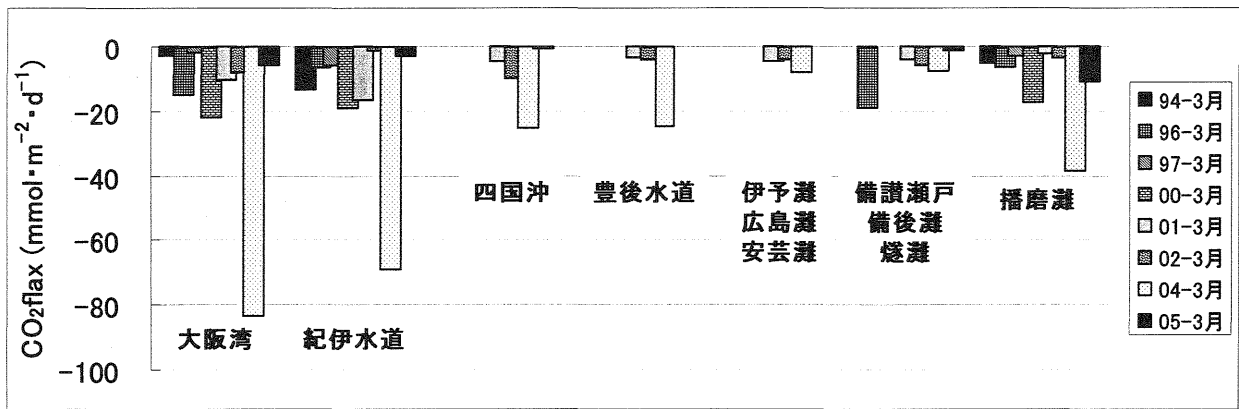 CO₂flax (mmol·m⁻²·d⁻¹)
0
-20
-40
-60
-80
-100
大阪湾
紀伊水道
四国沖
豊後水道
伊予灘
広島灘
安芸灘
備讃瀬戸
備後灘
燧灘
播磨灘
94-3月
96-3月
97-3月
00-3月
01-3月
02-3月
04-3月
05-3月